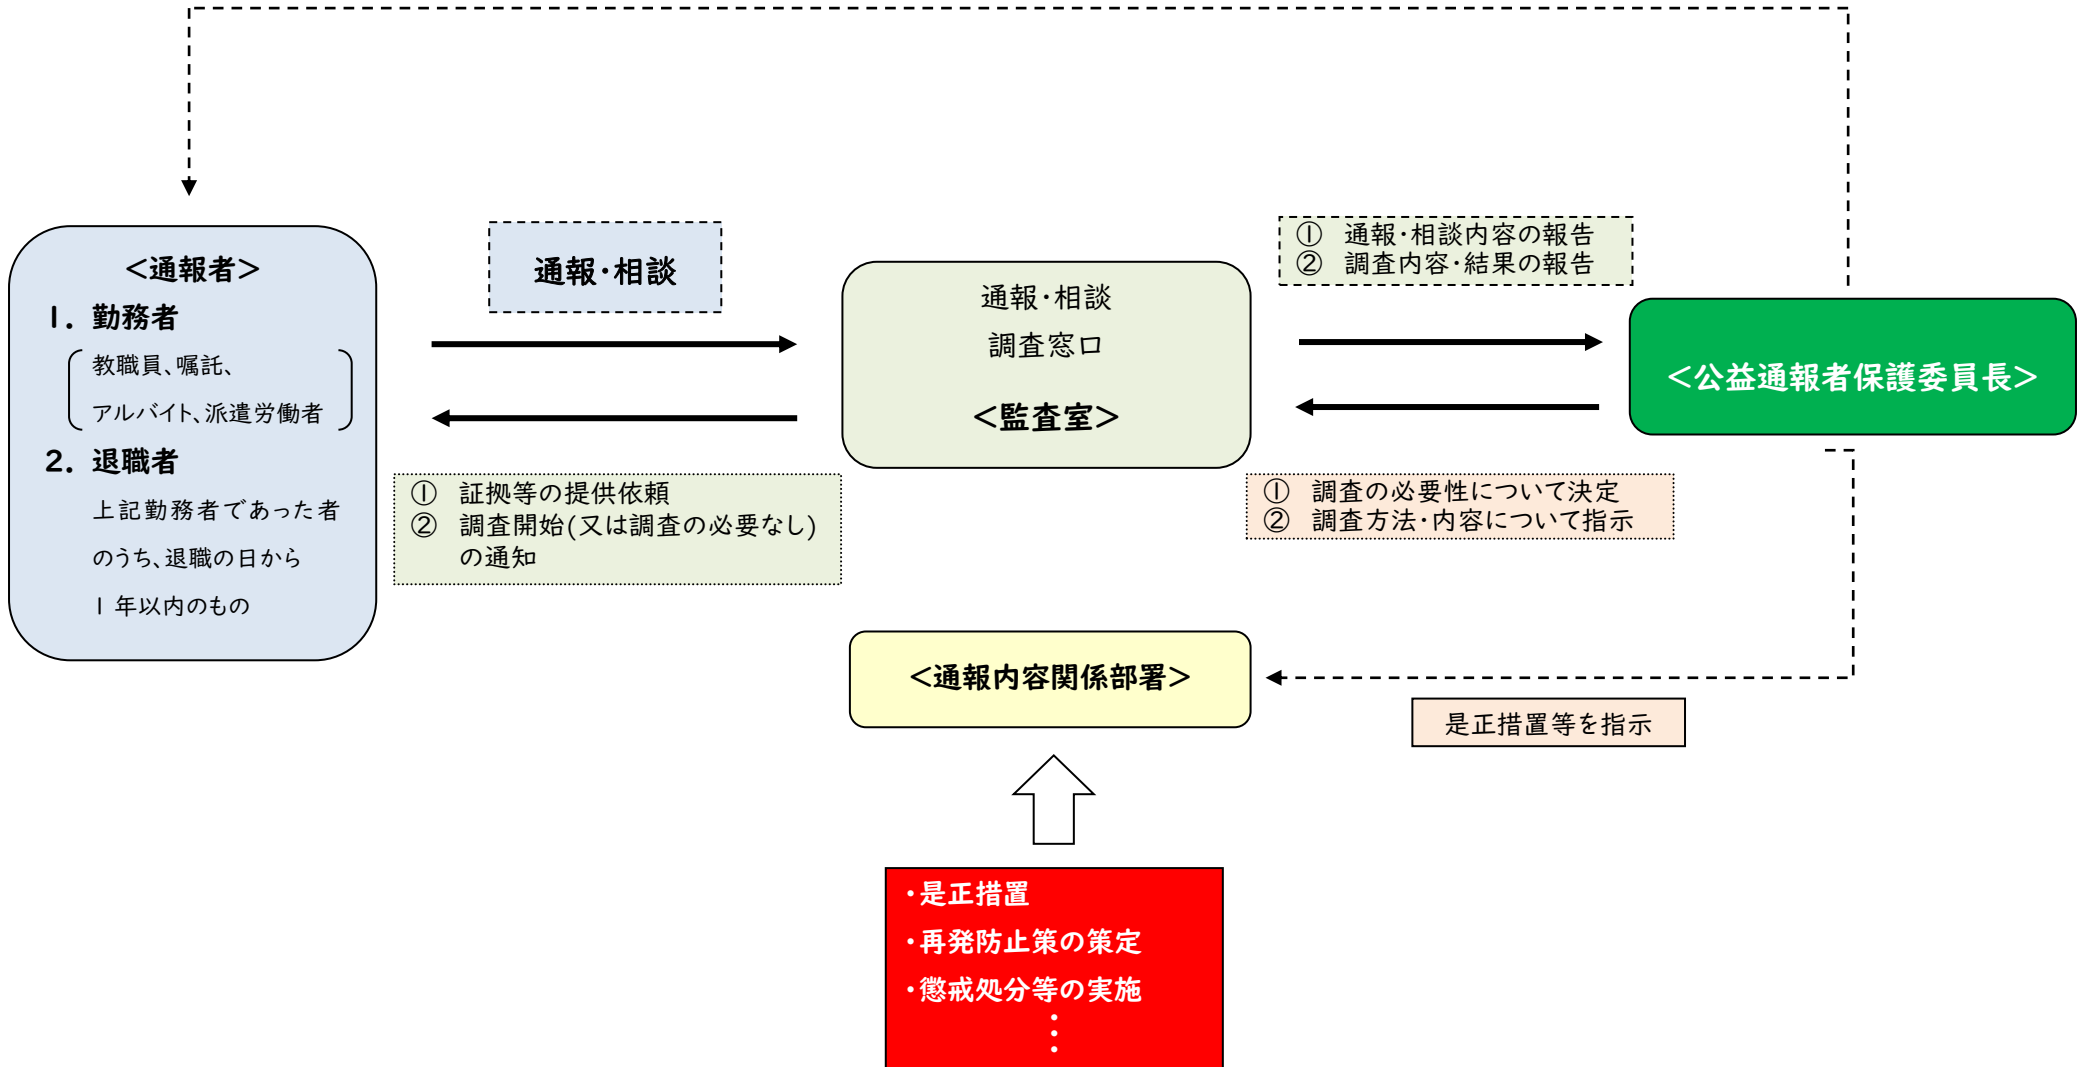 <通報者>
1. 勤務者
教職員、嘱託、
アルバイト、派遣労働者
2. 退職者
上記勤務者であった者
のうち、退職の日から
1年以内のもの
通報・相談
① 証拠等の提供依頼
② 調査開始(又は調査の必要なし)
の通知
通報・相談
調査窓口
<監査室>
① 通報・相談内容の報告
② 調査内容・結果の報告
<公益通報者保護委員長>
① 調査の必要性について決定
② 調査方法・内容について指示
<通報内容関係部署>
是正措置等を指示
・是正措置
・再発防止策の策定
・懲戒処分等の実施
⋮